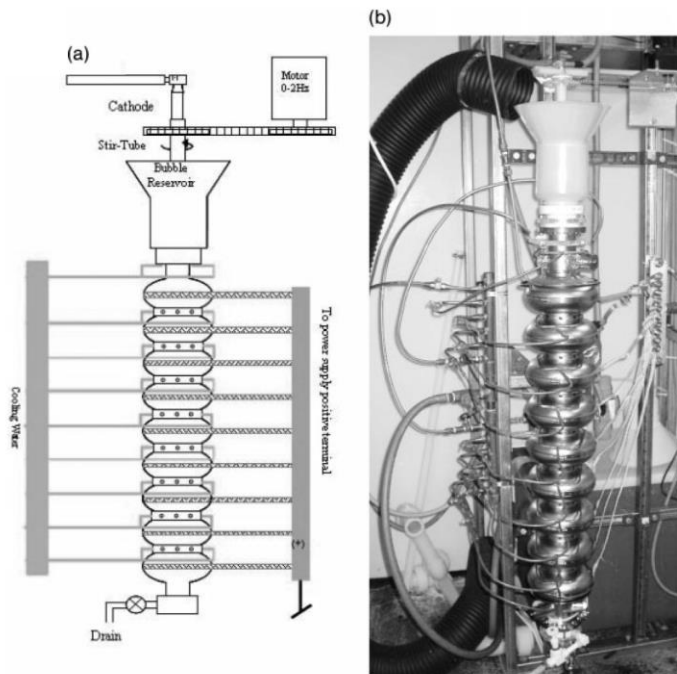 (a)
(b)
Motor
0-2Hz
Cathode
Stir-Tube
Bubble
Reservoir
Cooling Water
To power supply positive terminal
(+)
Drain